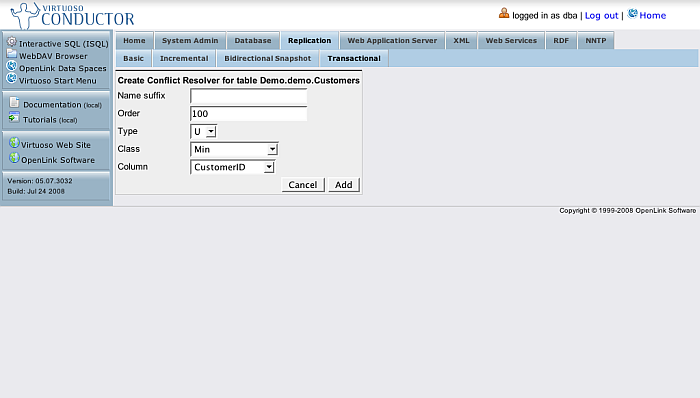 VIRTUOSO
CONDUCTOR
logged in as dba | Log out | Home
Interactive SQL (ISQL)
WebDAV Browser
OpenLink Data Spaces
Virtuoso Start Menu
Documentation (local)
Tutorials (local)
Virtuoso Web Site
OpenLink Software
Version: 05.07.3032
Build: Jul 24 2008
Home System Admin Database Replication Web Application Server XML Web Services RDF NNTP
Basic Incremental Bidirectional Snapshot Transactional
Create Conflict Resolver for table Demo.demo.Customers
Name suffix
Order 100
Type U
Class Min
Column CustomerID
Cancel Add
Copyright © 1999-2008 OpenLink Software